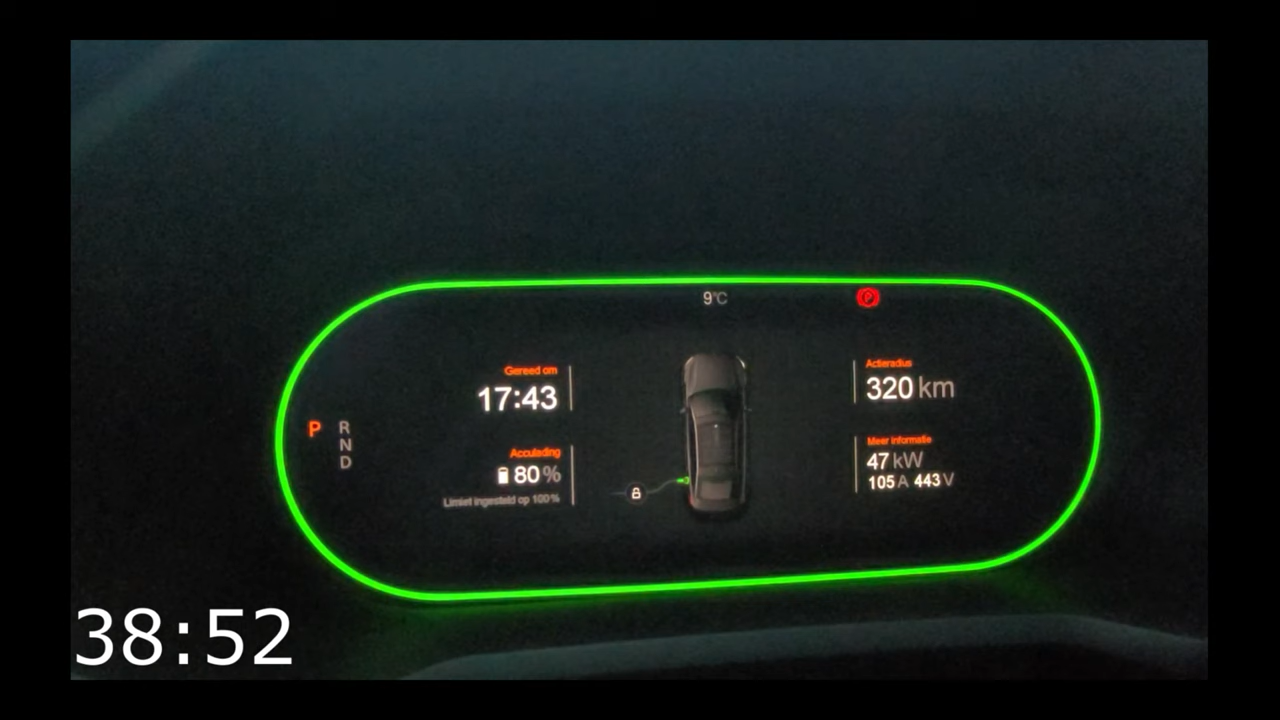 9°C
P
Gereed om
17:43
Actieradius
320 km
P R
N
D
Acculading
80 %
Limiet ingesteld op 100%
Meer informatie
47 kW
105 A 443 V
38:52